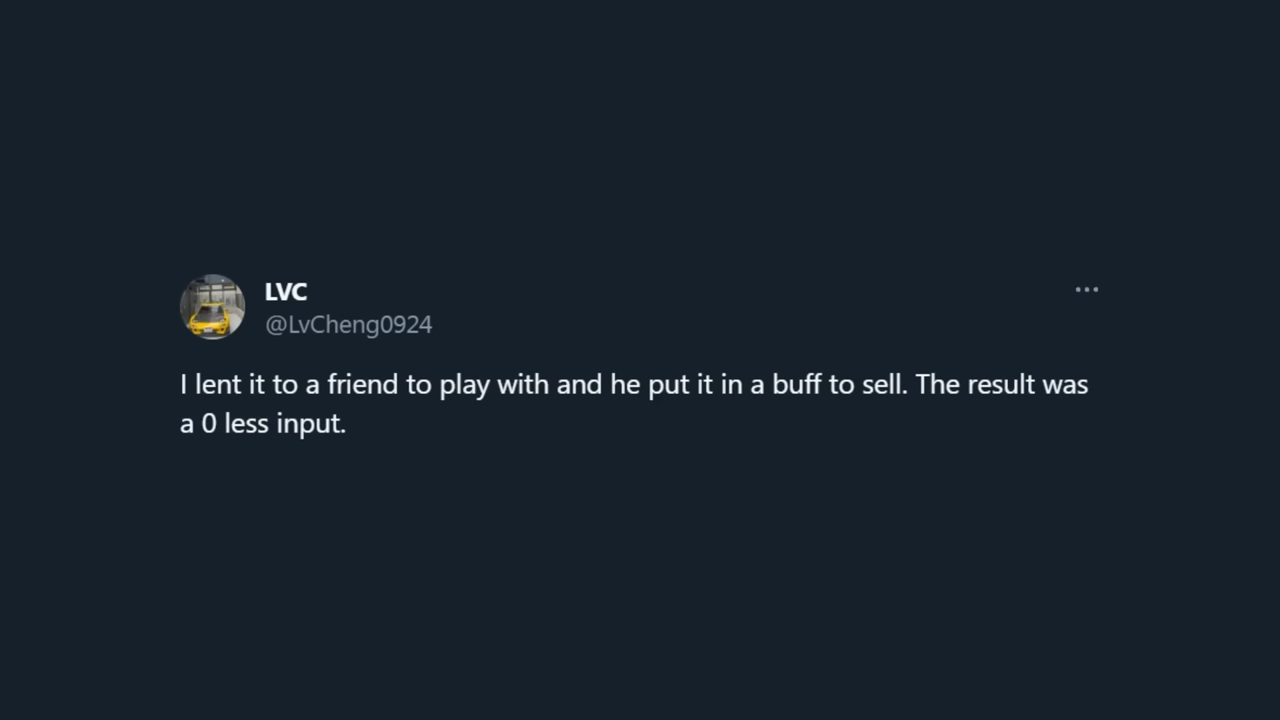 LVC
@LvCheng0924
I lent it to a friend to play with and he put it in a buff to sell. The result was
a 0 less input.